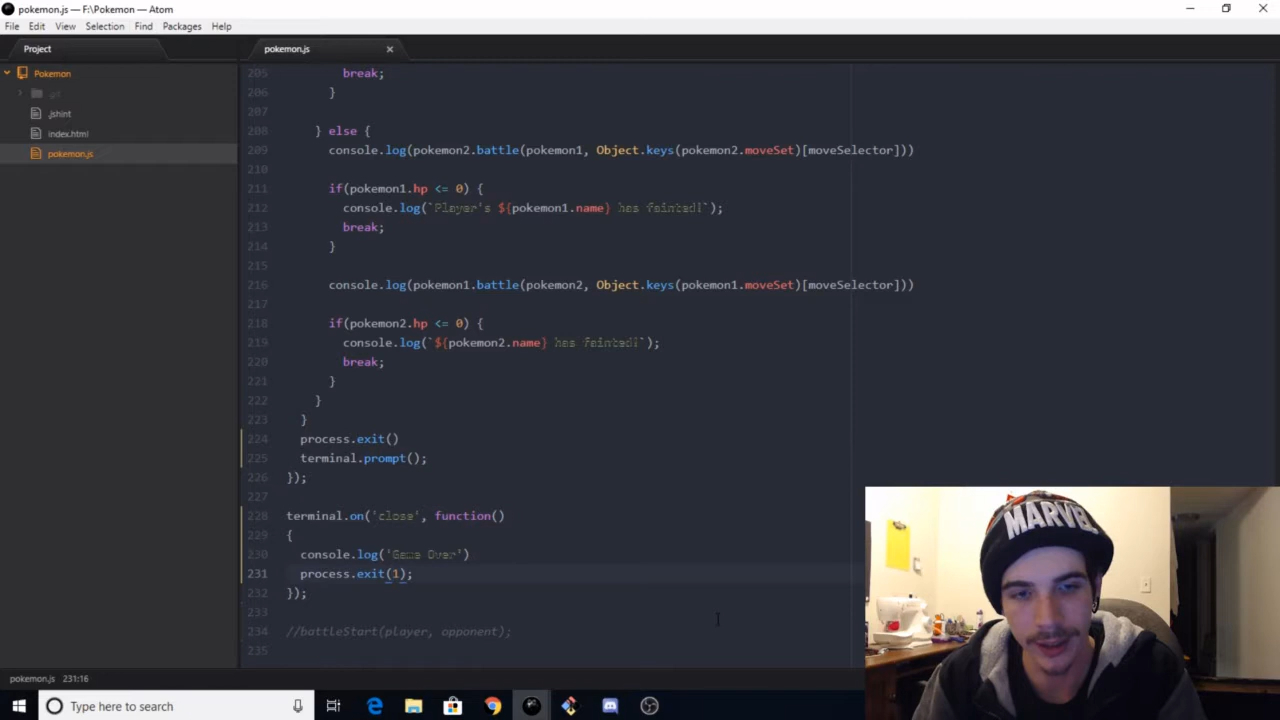 pokemon.js — F:\Pokemon — Atom
File Edit View Selection Find Packages Help
Project
pokemon.js
Pokemon
.git
.jshint
index.html
pokemon.js
205 break;
206 }
207
208 } else {
209 console.log(pokemon2.battle(pokemon1, Object.keys(pokemon2.moveSet)[moveSelector]))
210
211 if(pokemon1.hp <= 0) {
212 console.log(`Player's ${pokemon1.name} has fainted!`);
213 break;
214 }
215
216 console.log(pokemon1.battle(pokemon2, Object.keys(pokemon1.moveSet)[moveSelector]))
217
218 if(pokemon2.hp <= 0) {
219 console.log(`${pokemon2.name} has fainted!`);
220 break;
221 }
222 }
223 }
224 process.exit()
225 terminal.prompt();
226 });
227
228 terminal.on('close', function()
229 {
230 console.log('Game Over')
231 process.exit(1);
232 });
233
234 //battleStart(player, opponent);
235
MARVEL
pokemon.js 231:16
Type here to search